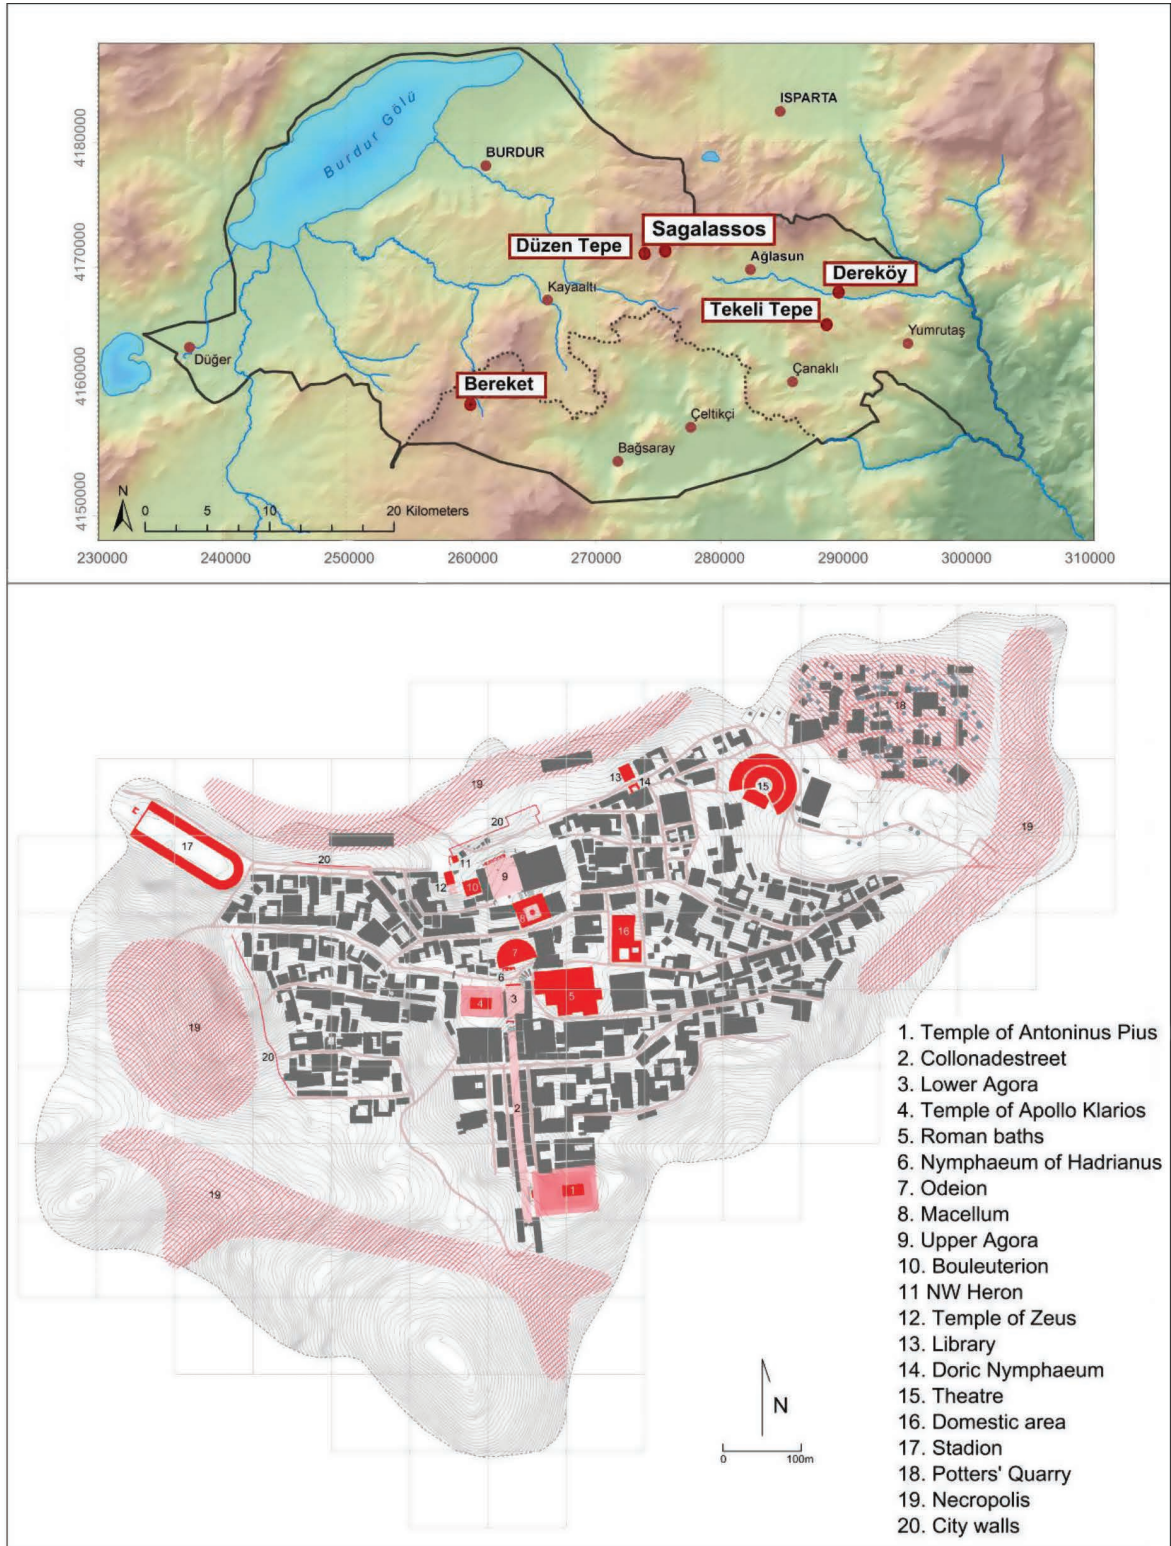 4180000
4170000
4160000
4150000
Burdur Gölü
ISPARTA
BURDUR
Sagalassos
Düzen Tepe
Ağlasun
Dereköy
Kayaaltı
Tekeli Tepe
Yumrutaş
Düğer
Çanaklı
Bereket
Çeltikçi
Bağsaray
N
0 5 10 20 Kilometers
230000 240000 250000 260000 270000 280000 290000 300000 310000
18
13
14
15
19
20
17
20
11
9
19
12
10
8
16
7
6
5
4
3
19
20
2
19
1
1. Temple of Antoninus Pius
2. Collonadestreet
3. Lower Agora
4. Temple of Apollo Klarios
5. Roman baths
6. Nymphaeum of Hadrianus
7. Odeion
8. Macellum
9. Upper Agora
10. Bouleuterion
11 NW Heron
12. Temple of Zeus
13. Library
14. Doric Nymphaeum
15. Theatre
16. Domestic area
17. Stadion
18. Potters' Quarry
19. Necropolis
20. City walls
N
0 100m